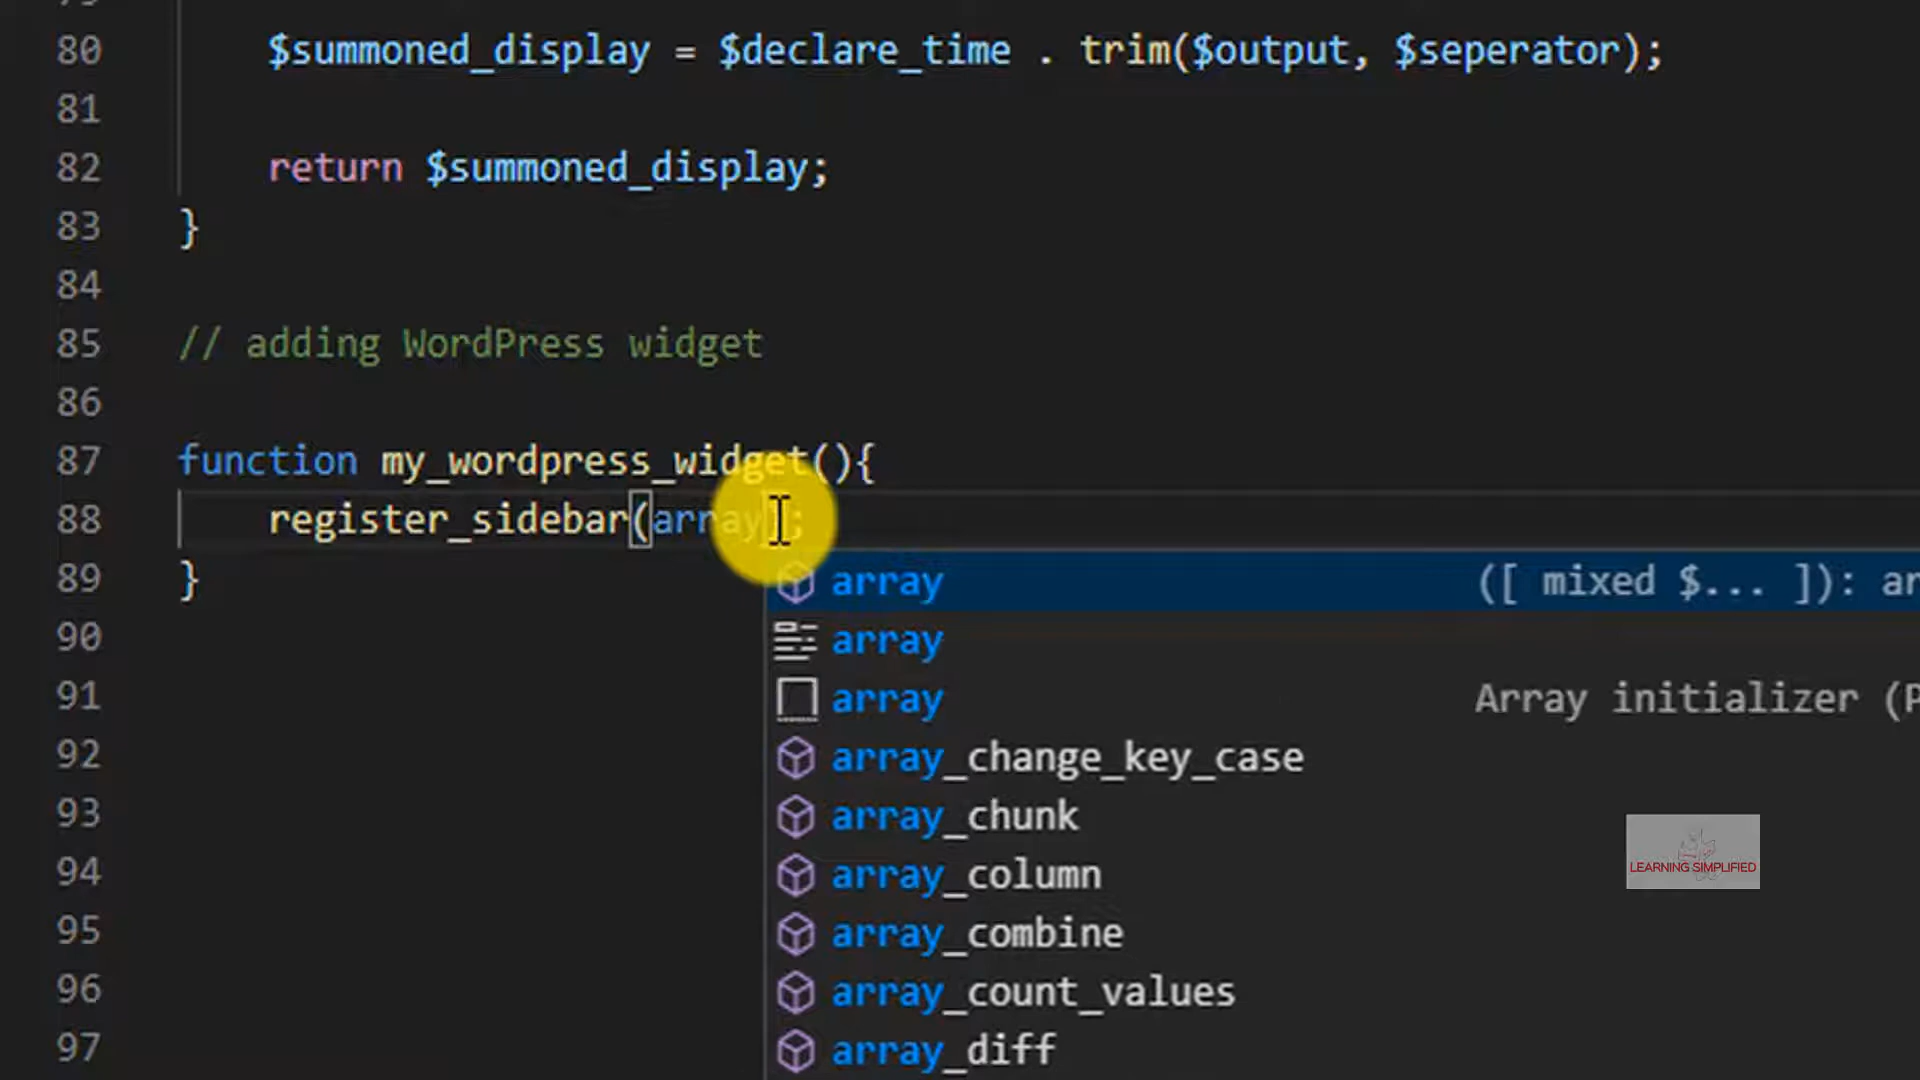 80 $summoned_display = $declare_time . trim($output, $seperator);
81
82 return $summoned_display;
83 }
84
85 // adding WordPress widget
86
87 function my_wordpress_widget(){
88 register_sidebar(array);
89 }
array ([ mixed $... ]): ar
90 array
91 array Array initializer (P
92 array_change_key_case
93 array_chunk
94 array_column
95 array_combine
96 array_count_values
97 array_diff
LEARNING SIMPLIFIED